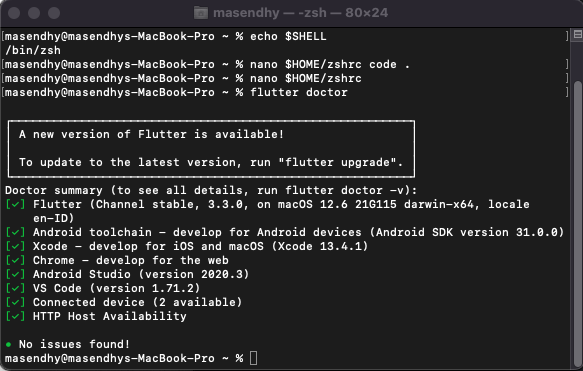 masendhy — -zsh — 80×24
[masendhy@masendhys-MacBook-Pro ~ % echo $SHELL ]
/bin/zsh
[masendhy@masendhys-MacBook-Pro ~ % nano $HOME/zshrc code . ]
[masendhy@masendhys-MacBook-Pro ~ % nano $HOME/zshrc ]
[masendhy@masendhys-MacBook-Pro ~ % flutter doctor ]
A new version of Flutter is available!
To update to the latest version, run "flutter upgrade".
Doctor summary (to see all details, run flutter doctor -v):
[✓] Flutter (Channel stable, 3.3.0, on macOS 12.6 21G115 darwin-x64, locale
en-ID)
[✓] Android toolchain - develop for Android devices (Android SDK version 31.0.0)
[✓] Xcode - develop for iOS and macOS (Xcode 13.4.1)
[✓] Chrome - develop for the web
[✓] Android Studio (version 2020.3)
[✓] VS Code (version 1.71.2)
[✓] Connected device (2 available)
[✓] HTTP Host Availability
• No issues found!
masendhy@masendhys-MacBook-Pro ~ %